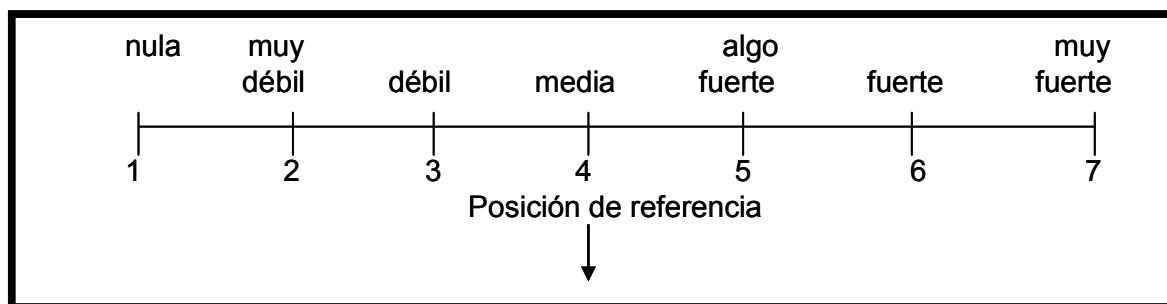 nula muy algo muy
débil débil media fuerte fuerte fuerte
1 2 3 4 5 6 7
Posición de referencia